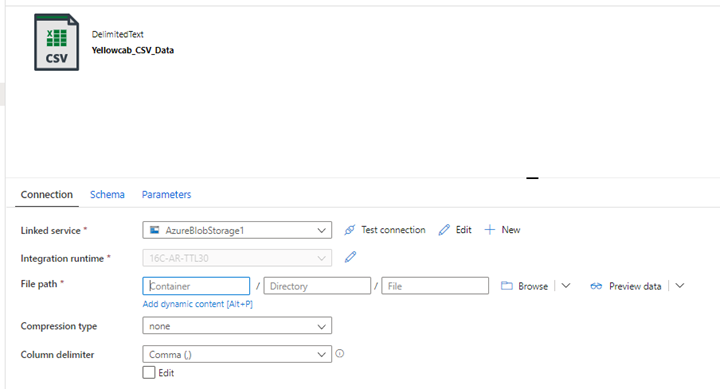 CSV
DelimitedText
Yellowcab_CSV_Data
Connection Schema Parameters
Linked service * AzureBlobStorage1 Test connection Edit New
Integration runtime * 16C-AR-TTL30
File path * Container / Directory / File Browse Preview data
Add dynamic content [Alt+P]
Compression type none
Column delimiter Comma (,)
Edit